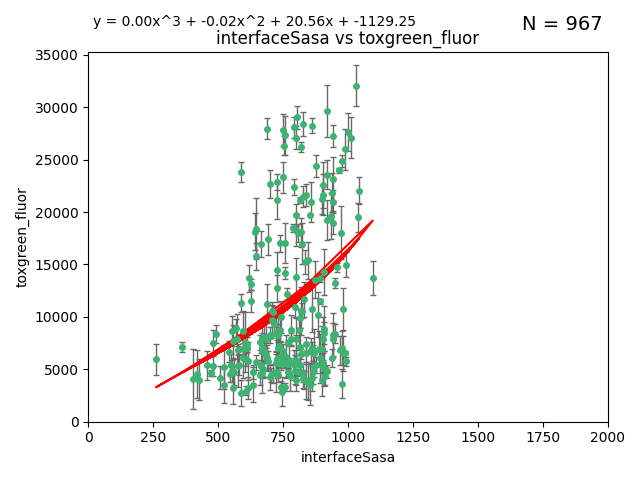 y = 0.00x^3 + -0.02x^2 + 20.56x + -1129.25
N = 967
interfaceSasa vs toxgreen_fluor
35000
30000
25000
20000
15000
10000
5000
0
toxgreen_fluor
0 250 500 750 1000 1250 1500 1750 2000
interfaceSasa